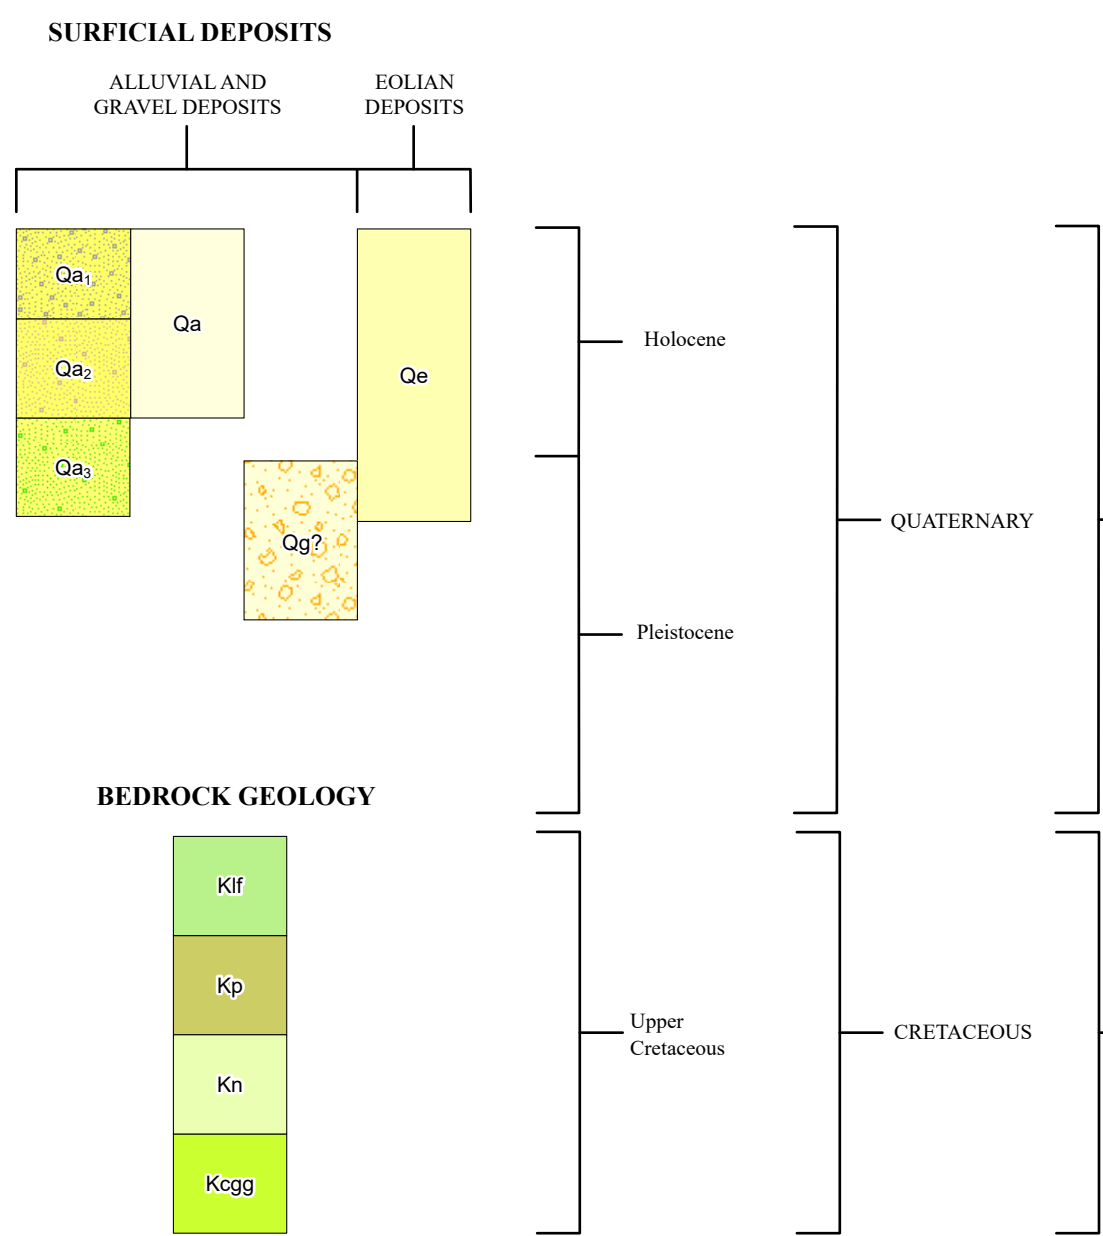 SURFICIAL DEPOSITS
ALLUVIAL AND
GRAVEL DEPOSITS
EOLIAN
DEPOSITS
Qa₁
Qa
Qa₂
Qe
Qa₃
Qg?
Holocene
Pleistocene
QUATERNARY
BEDROCK GEOLOGY
Klf
Kp
Kn
Kcgg
Upper
Cretaceous
CRETACEOUS